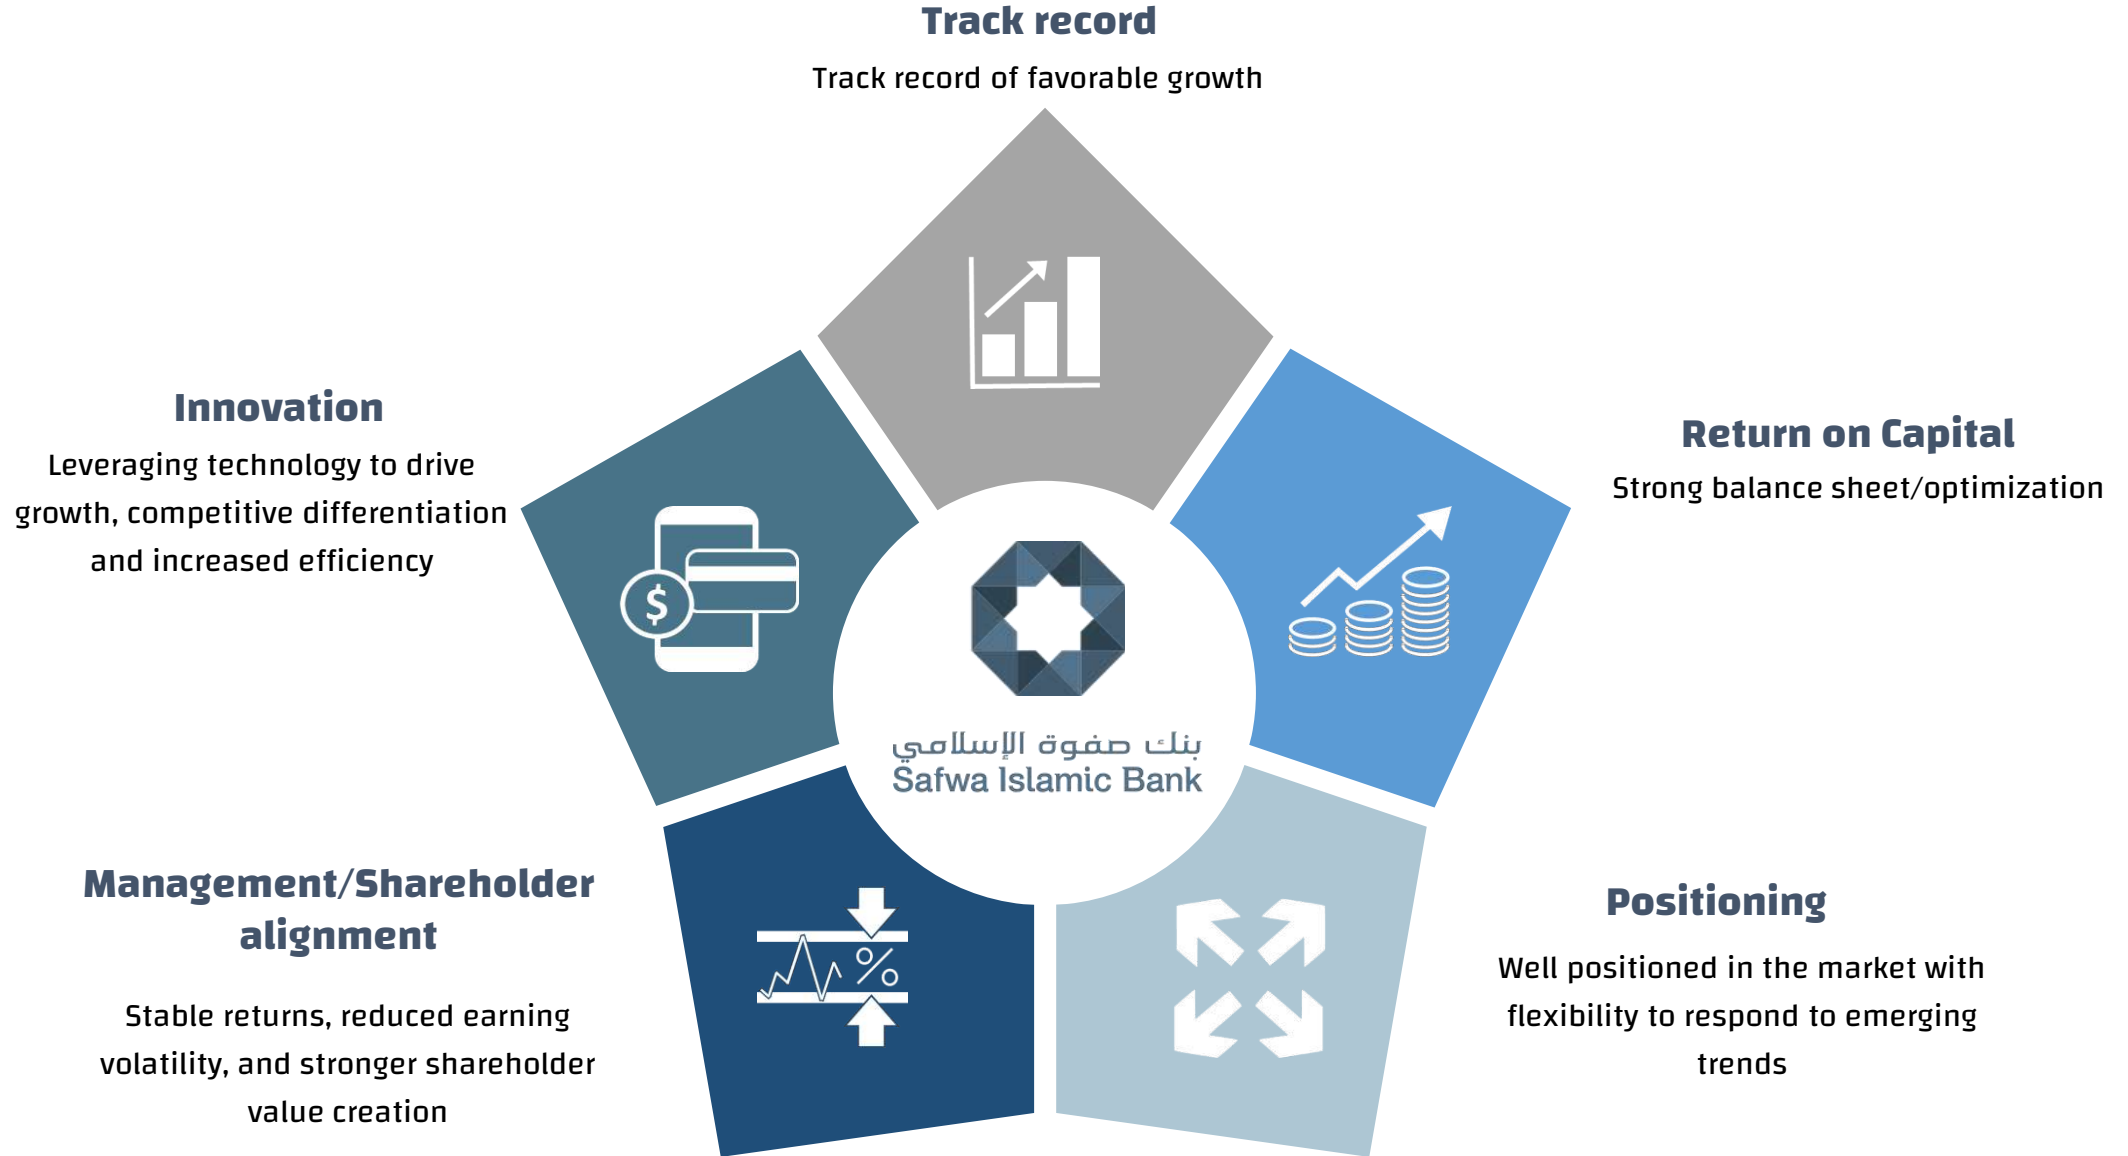 Track record
Track record of favorable growth
Innovation
Leveraging technology to drive
growth, competitive differentiation
and increased efficiency
Return on Capital
Strong balance sheet/optimization
$
بنك صفوة الإسلامي
Safwa Islamic Bank
Management/Shareholder
alignment
Stable returns, reduced earning
volatility, and stronger shareholder
value creation
%
Positioning
Well positioned in the market with
flexibility to respond to emerging
trends